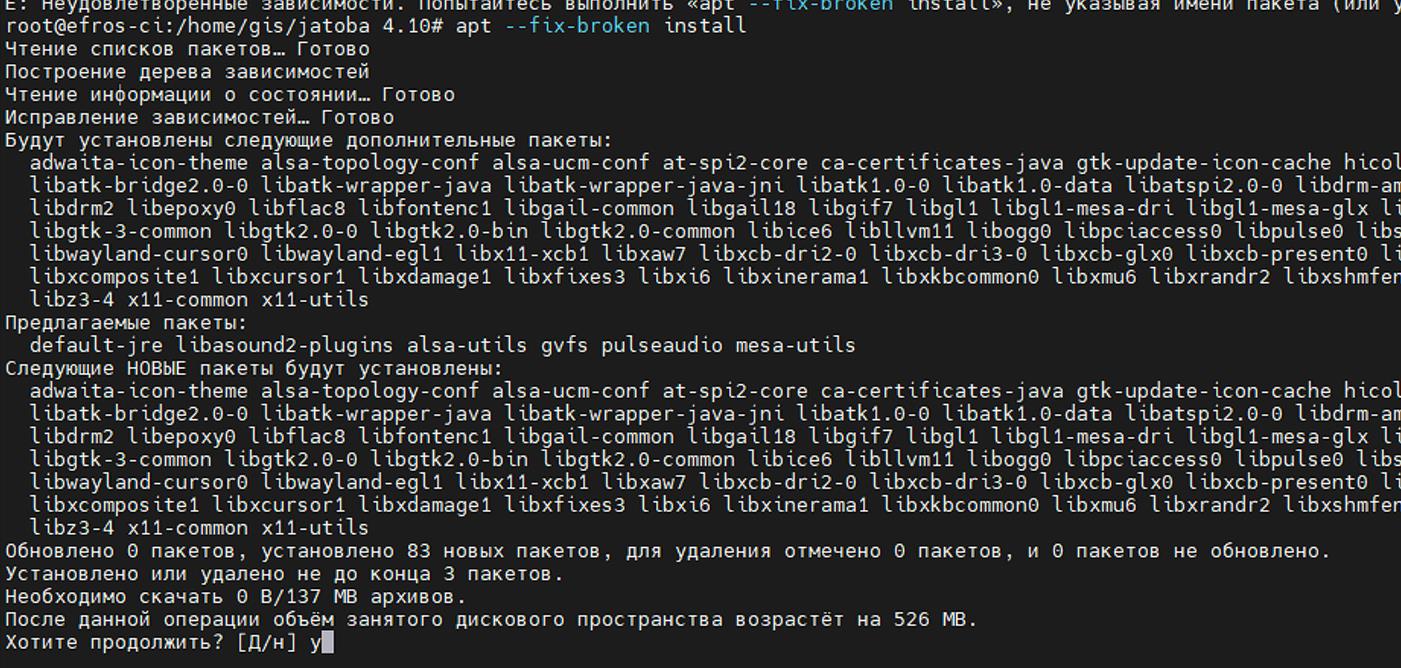 E: Неудовлетворённые зависимости. Попытайтесь выполнить «apt --fix-broken install», не указывая имени пакета (или у
root@efros-ci:/home/gis/jatoba 4.10# apt --fix-broken install
Чтение списков пакетов… Готово
Построение дерева зависимостей
Чтение информации о состоянии… Готово
Исправление зависимостей… Готово
Будут установлены следующие дополнительные пакеты:
adwaita-icon-theme alsa-topology-conf alsa-ucm-conf at-spi2-core ca-certificates-java gtk-update-icon-cache hicol
libatk-bridge2.0-0 libatk-wrapper-java libatk-wrapper-java-jni libatk1.0-0 libatk1.0-data libatspi2.0-0 libdrm-am
libdrm2 libepoxy0 libflac8 libfontenc1 libgail-common libgail18 libgif7 libgl1 libgl1-mesa-dri libgl1-mesa-glx li
libgtk-3-common libgtk2.0-0 libgtk2.0-bin libgtk2.0-common libice6 libllvm11 libogg0 libpciaccess0 libpulse0 libs
libwayland-cursor0 libwayland-egl1 libx11-xcb1 libxaw7 libxcb-dri2-0 libxcb-dri3-0 libxcb-glx0 libxcb-present0 li
libxcomposite1 libxcursor1 libxdamage1 libxfixes3 libxi6 libxinerama1 libxkbcommon0 libxmu6 libxrandr2 libxshmfen
libz3-4 x11-common x11-utils
Предлагаемые пакеты:
default-jre libasound2-plugins alsa-utils gvfs pulseaudio mesa-utils
Следующие НОВЫЕ пакеты будут установлены:
adwaita-icon-theme alsa-topology-conf alsa-ucm-conf at-spi2-core ca-certificates-java gtk-update-icon-cache hicol
libatk-bridge2.0-0 libatk-wrapper-java libatk-wrapper-java-jni libatk1.0-0 libatk1.0-data libatspi2.0-0 libdrm-am
libdrm2 libepoxy0 libflac8 libfontenc1 libgail-common libgail18 libgif7 libgl1 libgl1-mesa-dri libgl1-mesa-glx li
libgtk-3-common libgtk2.0-0 libgtk2.0-bin libgtk2.0-common libice6 libllvm11 libogg0 libpciaccess0 libpulse0 libs
libwayland-cursor0 libwayland-egl1 libx11-xcb1 libxaw7 libxcb-dri2-0 libxcb-dri3-0 libxcb-glx0 libxcb-present0 li
libxcomposite1 libxcursor1 libxdamage1 libxfixes3 libxi6 libxinerama1 libxkbcommon0 libxmu6 libxrandr2 libxshmfen
libz3-4 x11-common x11-utils
Обновлено 0 пакетов, установлено 83 новых пакетов, для удаления отмечено 0 пакетов, и 0 пакетов не обновлено.
Установлено или удалено не до конца 3 пакетов.
Необходимо скачать 0 B/137 MB архивов.
После данной операции объём занятого дискового пространства возрастёт на 526 MB.
Хотите продолжить? [Д/н] y